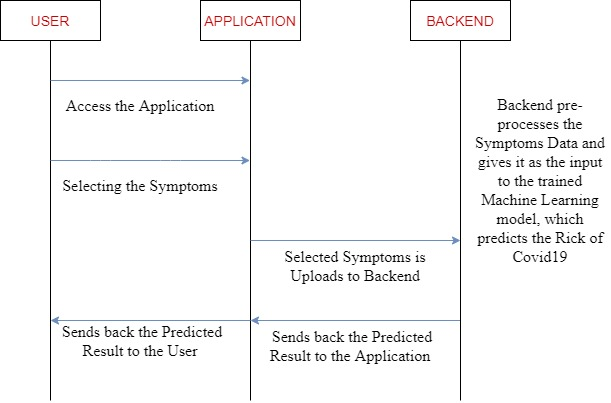 USER
APPLICATION
BACKEND
Access the Application
Selecting the Symptoms
Selected Symptoms is
Uploads to Backend
Backend pre-
processes the
Symptoms Data and
gives it as the input
to the trained
Machine Learning
model, which
predicts the Rick of
Covid19
Sends back the Predicted
Result to the User
Sends back the Predicted
Result to the Application